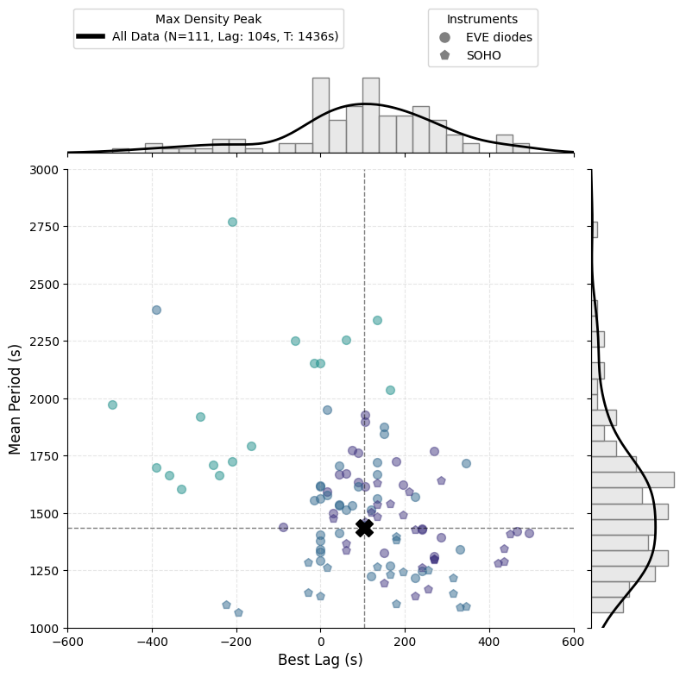 Max Density Peak
All Data (N=111, Lag: 104s, T: 1436s)
Instruments
EVE diodes
SOHO
3000
2750
2500
2250
2000
1750
1500
1250
1000
Mean Period (s)
−600
−400
−200
0
200
400
600
Best Lag (s)